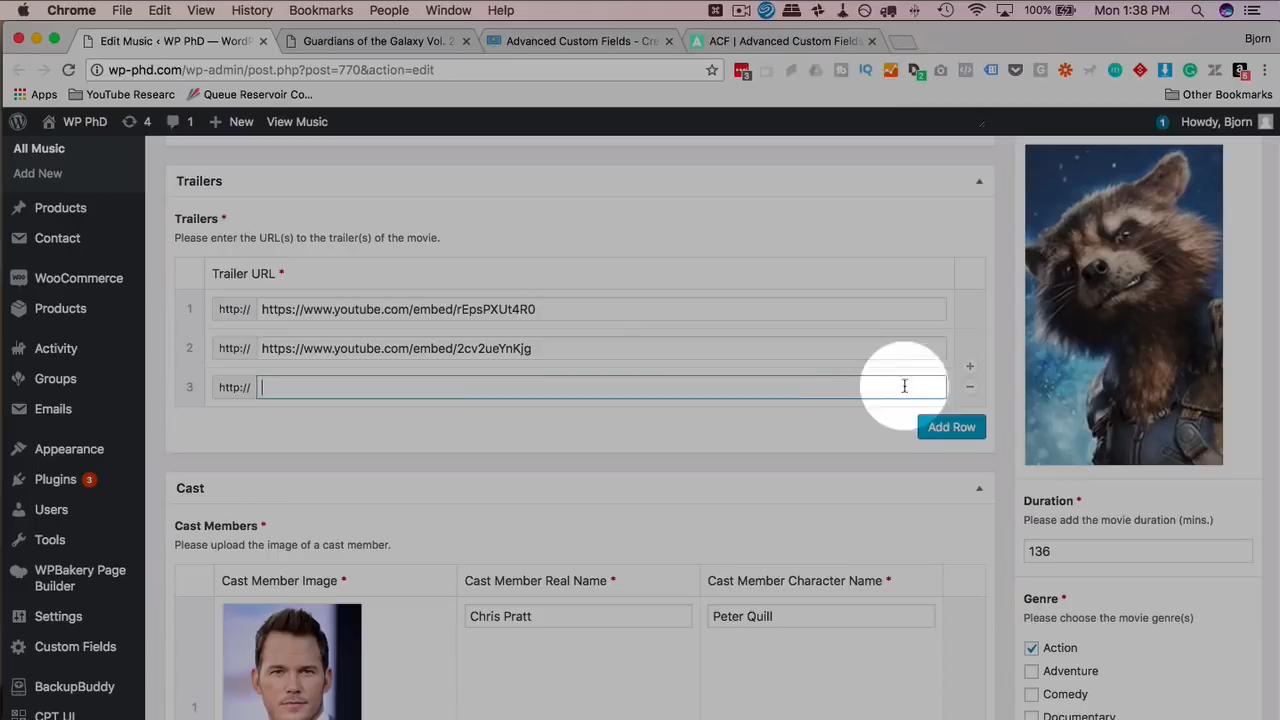 Chrome File Edit View History Bookmarks People Window Help 100% Mon 1:38 PM
Edit Music ‹ WP PhD — WordP Guardians of the Galaxy Vol. 2 Advanced Custom Fields - Cre ACF | Advanced Custom Fields Bjorn
wp-phd.com/wp-admin/post.php?post=770&action=edit
Apps YouTube Researc Queue Reservoir Co... Other Bookmarks
WP PhD 4 1 New View Music 1 Howdy, Bjorn
All Music
Add New
Products
Contact
WooCommerce
Products
Activity
Groups
Emails
Appearance
Plugins 3
Users
Tools
WPBakery Page
Builder
Settings
Custom Fields
BackupBuddy
CPT UI
Trailers
Trailers *
Please enter the URL(s) to the trailer(s) of the movie.
Trailer URL *
1 http:// https://www.youtube.com/embed/rEpsPXUt4R0
2 http:// https://www.youtube.com/embed/2cv2ueYnKjg
3 http://
Add Row
Cast
Cast Members *
Please upload the image of a cast member.
Cast Member Image * Cast Member Real Name * Cast Member Character Name *
1 Chris Pratt Peter Quill
Duration *
Please add the movie duration (mins.)
136
Genre *
Please choose the movie genre(s)
Action
Adventure
Comedy
Documentary